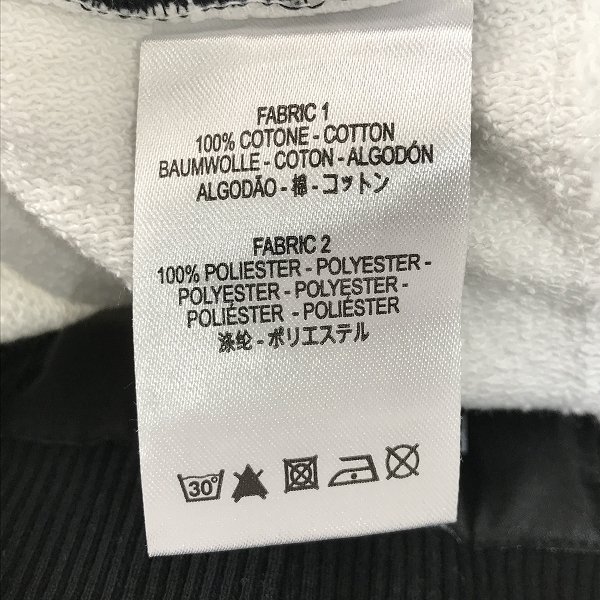 FABRIC 1
100% COTONE - COTTON
BAUMWOLLE - COTON - ALGODÓN
ALGODÃO - 棉 - コットン
FABRIC 2
100% POLIESTER - POLYESTER -
POLYESTER - POLYESTER -
POLIÉSTER - POLIÉSTER
涤纶 - ポリエステル
30°